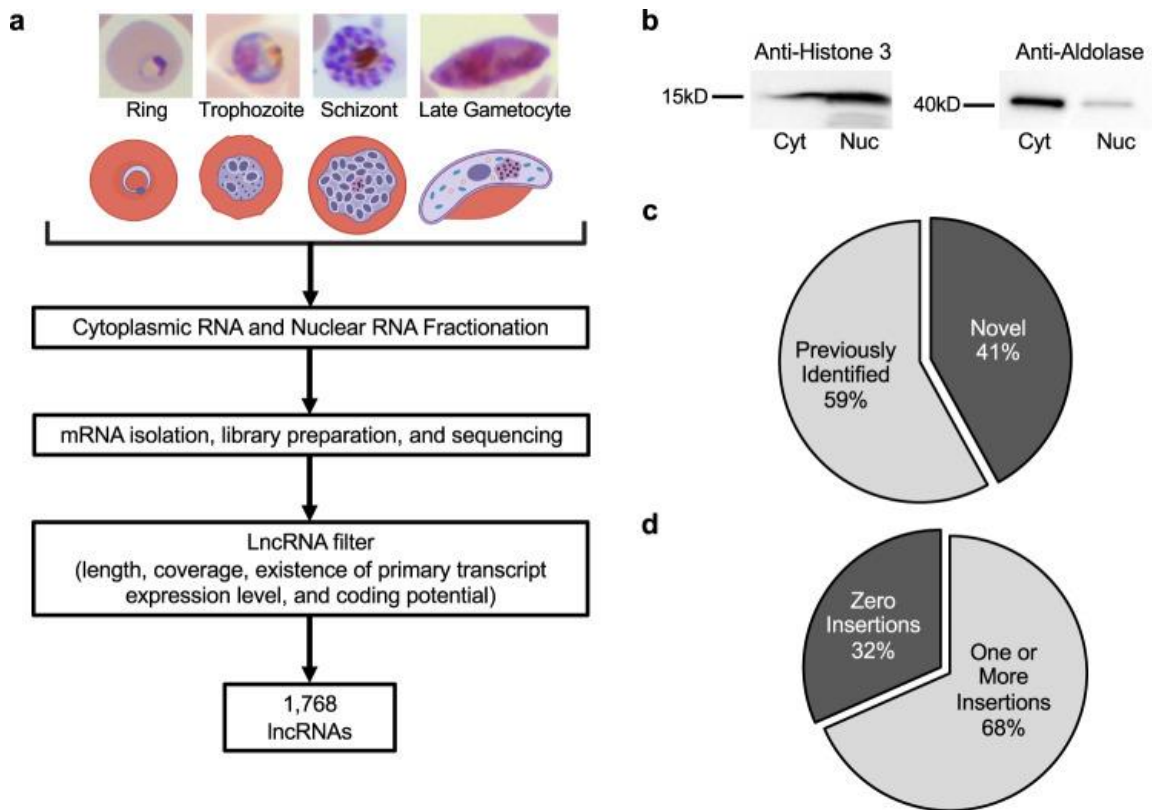 a
Ring
Trophozoite
Schizont
Late Gametocyte
Cytoplasmic RNA and Nuclear RNA Fractionation
mRNA isolation, library preparation, and sequencing
LncRNA filter
(length, coverage, existence of primary transcript
expression level, and coding potential)
1,768
lncRNAs
b
Anti-Histone 3
15kD
Cyt
Nuc
Anti-Aldolase
40kD
Cyt
Nuc
c
Previously
Identified
59%
Novel
41%
d
Zero
Insertions
32%
One or
More
Insertions
68%